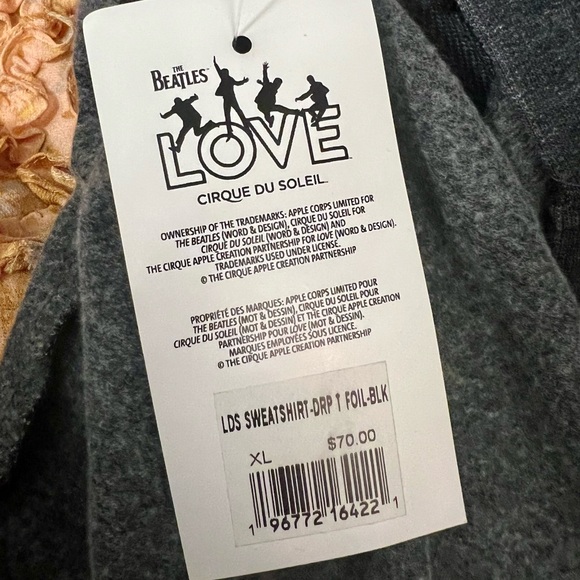 THE
BEATLES™
LOVE™
CIRQUE DU SOLEIL™
OWNERSHIP OF THE TRADEMARKS: APPLE CORPS LIMITED FOR
THE BEATLES (WORD & DESIGN), CIRQUE DU SOLEIL FOR
CIRQUE DU SOLEIL (WORD & DESIGN) AND
THE CIRQUE APPLE CREATION PARTNERSHIP FOR LOVE (WORD & DESIGN).
TRADEMARKS USED UNDER LICENSE.
© THE CIRQUE APPLE CREATION PARTNERSHIP
PROPRIÉTÉ DES MARQUES: APPLE CORPS LIMITED POUR
THE BEATLES (MOT & DESSIN), CIRQUE DU SOLEIL POUR
CIRQUE DU SOLEIL (MOT & DESSIN) ET THE CIRQUE APPLE CREATION
PARTNERSHIP POUR LOVE (MOT & DESSIN).
MARQUES EMPLOYÉES SOUS LICENCE.
© THE CIRQUE APPLE CREATION PARTNERSHIP
LDS SWEATSHIRT-DRP T FOIL-BLK
XL $70.00
1 96772 16422 1